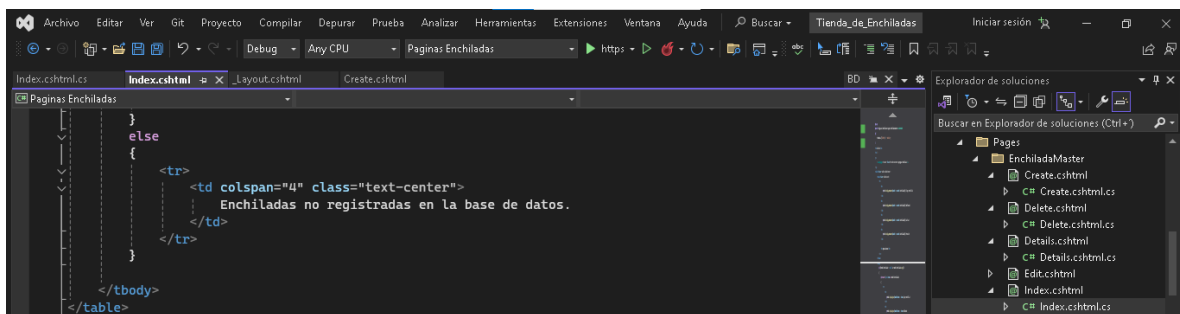 Archivo Editar Ver Git Proyecto Compilar Depurar Prueba Analizar Herramientas Extensiones Ventana Ayuda Buscar Tienda_de_Enchiladas Iniciar sesión
Debug Any CPU Paginas Enchiladas https
Index.cshtml.cs Index.cshtml _Layout.cshtml Create.cshtml BD
Paginas Enchiladas
}
else
{
<tr>
<td colspan="4" class="text-center">
Enchiladas no registradas en la base de datos.
</td>
</tr>
}
</tbody>
</table>
Explorador de soluciones
Buscar en Explorador de soluciones (Ctrl+´)
Pages
EnchiladaMaster
Create.cshtml
C# Create.cshtml.cs
Delete.cshtml
C# Delete.cshtml.cs
Details.cshtml
C# Details.cshtml.cs
Edit.cshtml
Index.cshtml
C# Index.cshtml.cs